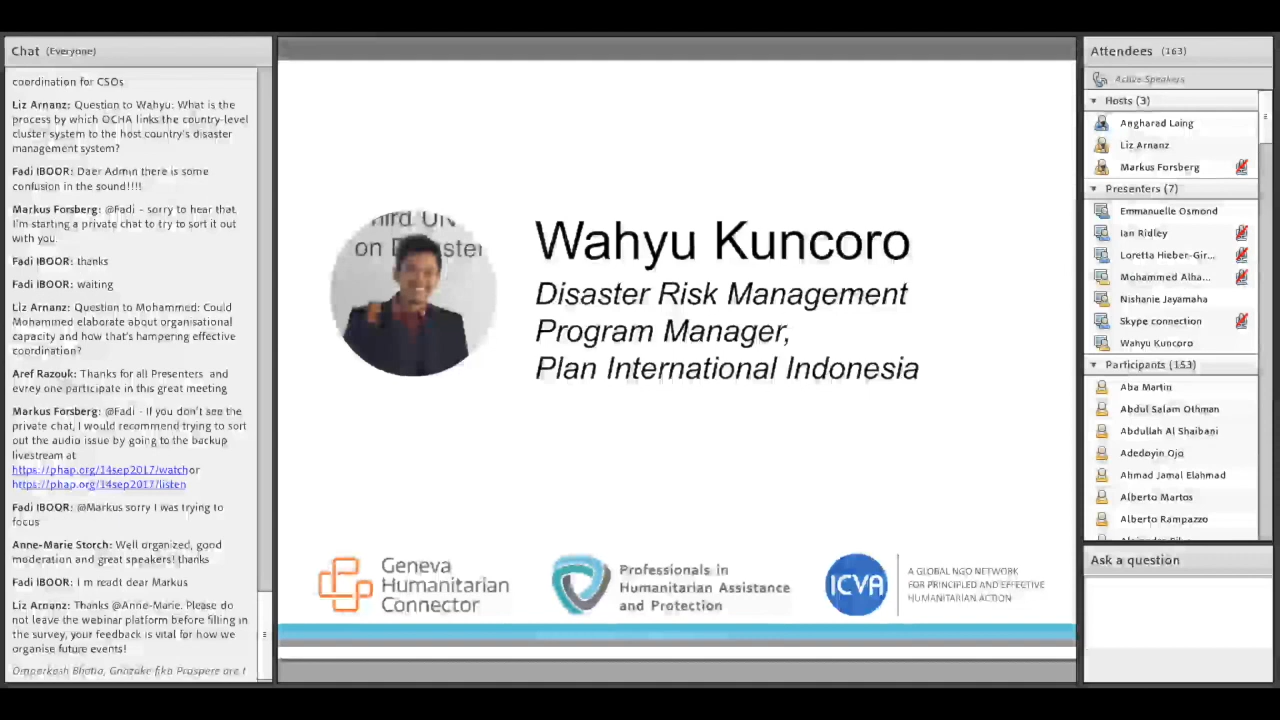 Chat (Everyone)
coordination for CSOs
Liz Arnanz: Question to Wahyu: What is the
process by which OCHA links the country-level
cluster system to the host country's disaster
management system?
Fadi IBOOR: Daer Admin there is some
confusion in the sound!!!!
Markus Forsberg: @Fadi - sorry to hear that.
I'm starting a private chat to try to sort it out
with you.
Fadi IBOOR: thanks
Fadi IBOOR: waiting
Liz Arnanz: Question to Mohammed: Could
Mohammed elaborate about organisational
capacity and how that's hampering effective
coordination?
Aref Razouk: Thanks for all Presenters and
evrey one participate in this great meeting
Markus Forsberg: @Fadi - If you don't see the
private chat, I would recommend trying to sort
out the audio issue by going to the backup
livestream at
https://phap.org/14sep2017/watchor
https://phap.org/14sep2017/listen
Fadi IBOOR: @Markus sorry I was trying to
focus
Anne-Marie Storch: Well organized, good
moderation and great speakers! thanks
Fadi IBOOR: I m readt dear Markus
Liz Arnanz: Thanks @Anne-Marie. Please do
not leave the webinar platform before filling in
the survey, your feedback is vital for how we
organise future events!
hird UN
on Disaster
Wahyu Kuncoro
Disaster Risk Management
Program Manager,
Plan International Indonesia
Geneva
Humanitarian
Connector
Professionals in
Humanitarian Assistance
and Protection
ICVA
A GLOBAL NGO NETWORK
FOR PRINCIPLED AND EFFECTIVE
HUMANITARIAN ACTION
Attendees (163)
Active Speakers
Hosts (3)
Angharad Laing
Liz Arnanz
Markus Forsberg
Presenters (7)
Emmanuelle Osmond
Ian Ridley
Loretta Hieber-Gir...
Mohammed Alha...
Nishanie Jayamaha
Skype connection
Wahyu Kuncoro
Participants (153)
Aba Martin
Abdul Salam Othman
Abdullah Al Shaibani
Adedoyin Ojo
Ahmad Jamal Elahmad
Alberto Martos
Alberto Rampazzo
Ask a question